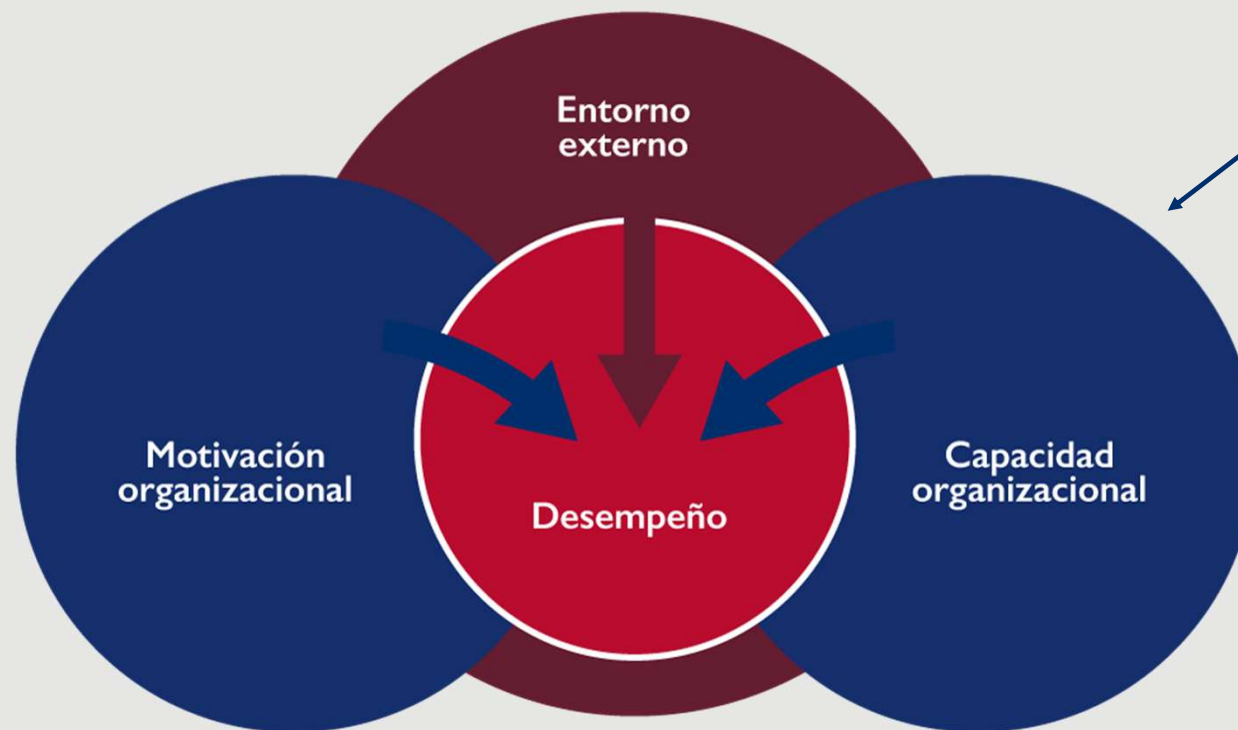 Entorno
externo
Motivación
organizacional
Capacidad
organizacional
Desempeño